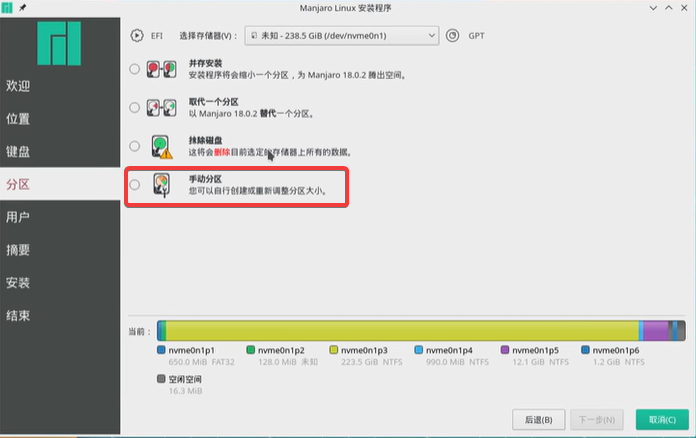 Manjaro Linux 安装程序
EFI 选择存储器(V): 未知 - 238.5 GiB (/dev/nvme0n1) GPT
欢迎
位置
键盘
分区
用户
摘要
安装
结束
并存安装
安装程序将会缩小一个分区，为 Manjaro 18.0.2 腾出空间。
取代一个分区
以 Manjaro 18.0.2 替代一个分区。
抹除磁盘
这将会删除目前选定的存储器上所有的数据。
手动分区
您可以自行创建或重新调整分区大小。
当前：
nvme0n1p1 nvme0n1p2 nvme0n1p3 nvme0n1p4 nvme0n1p5 nvme0n1p6
650.0 MiB FAT32 128.0 MiB 未知 223.5 GiB NTFS 990.0 MiB NTFS 12.1 GiB NTFS 1.2 GiB NTFS
空闲空间
16.3 MiB
后退(B) 下一步(N) 取消(C)